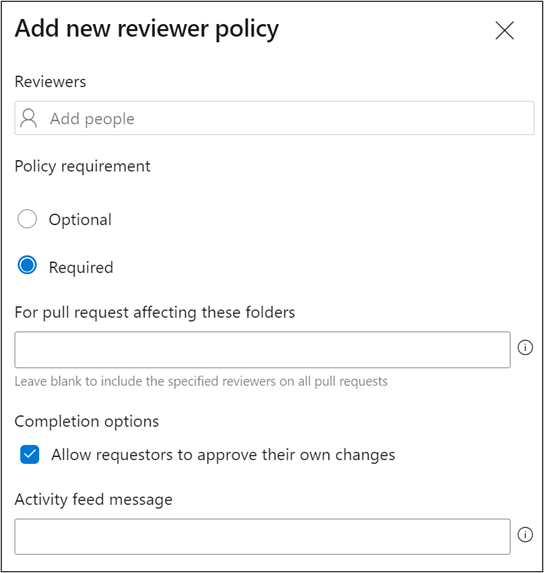 Add new reviewer policy
Reviewers
Add people
Policy requirement
Optional
Required
For pull request affecting these folders
Leave blank to include the specified reviewers on all pull requests
Completion options
Allow requestors to approve their own changes
Activity feed message